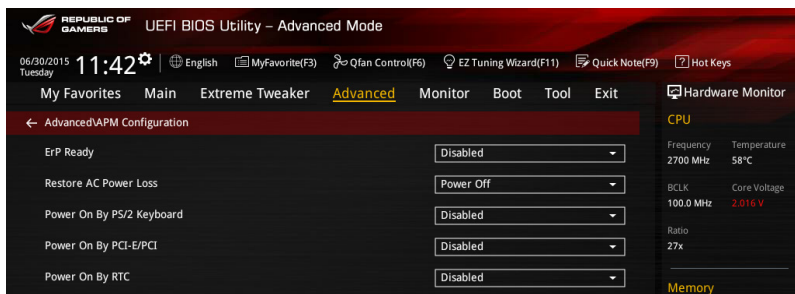 REPUBLIC OF
GAMERS
UEFI BIOS Utility – Advanced Mode
06/30/2015
Tuesday
11:42
English
MyFavorite(F3)
Qfan Control(F6)
EZ Tuning Wizard(F11)
Quick Note(F9)
? Hot Keys
My Favorites
Main
Extreme Tweaker
Advanced
Monitor
Boot
Tool
Exit
Hardware Monitor
← Advanced\APM Configuration
CPU
ErP Ready
Disabled
Frequency
Temperature
2700 MHz
58°C
Restore AC Power Loss
Power Off
BCLK
Core Voltage
100.0 MHz
2.016 V
Power On By PS/2 Keyboard
Disabled
Ratio
27x
Power On By PCI-E/PCI
Disabled
Power On By RTC
Disabled
Memory